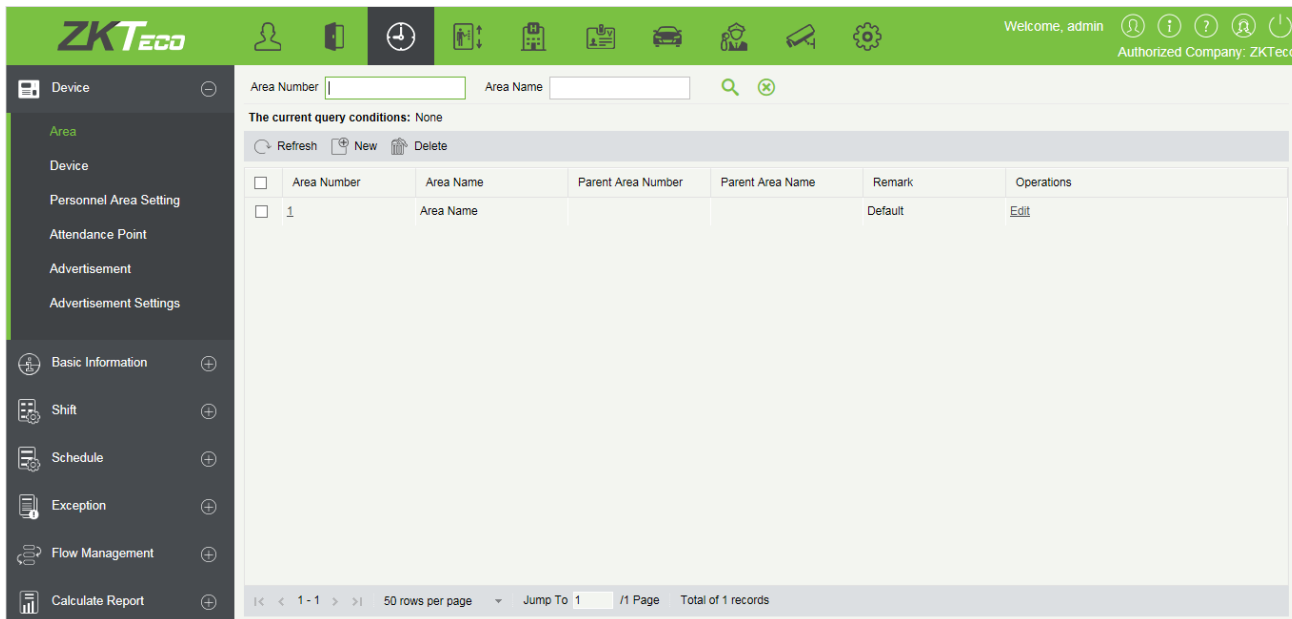 ZKTECO
Welcome, admin
Authorized Company: ZKTeco
Device
Area
Device
Personnel Area Setting
Attendance Point
Advertisement
Advertisement Settings
Basic Information
Shift
Schedule
Exception
Flow Management
Calculate Report
Area Number Area Name
The current query conditions: None
Refresh New Delete
Area Number Area Name Parent Area Number Parent Area Name Remark Operations
1 Area Name Default Edit
|< < 1 - 1 > >| 50 rows per page Jump To 1 /1 Page Total of 1 records